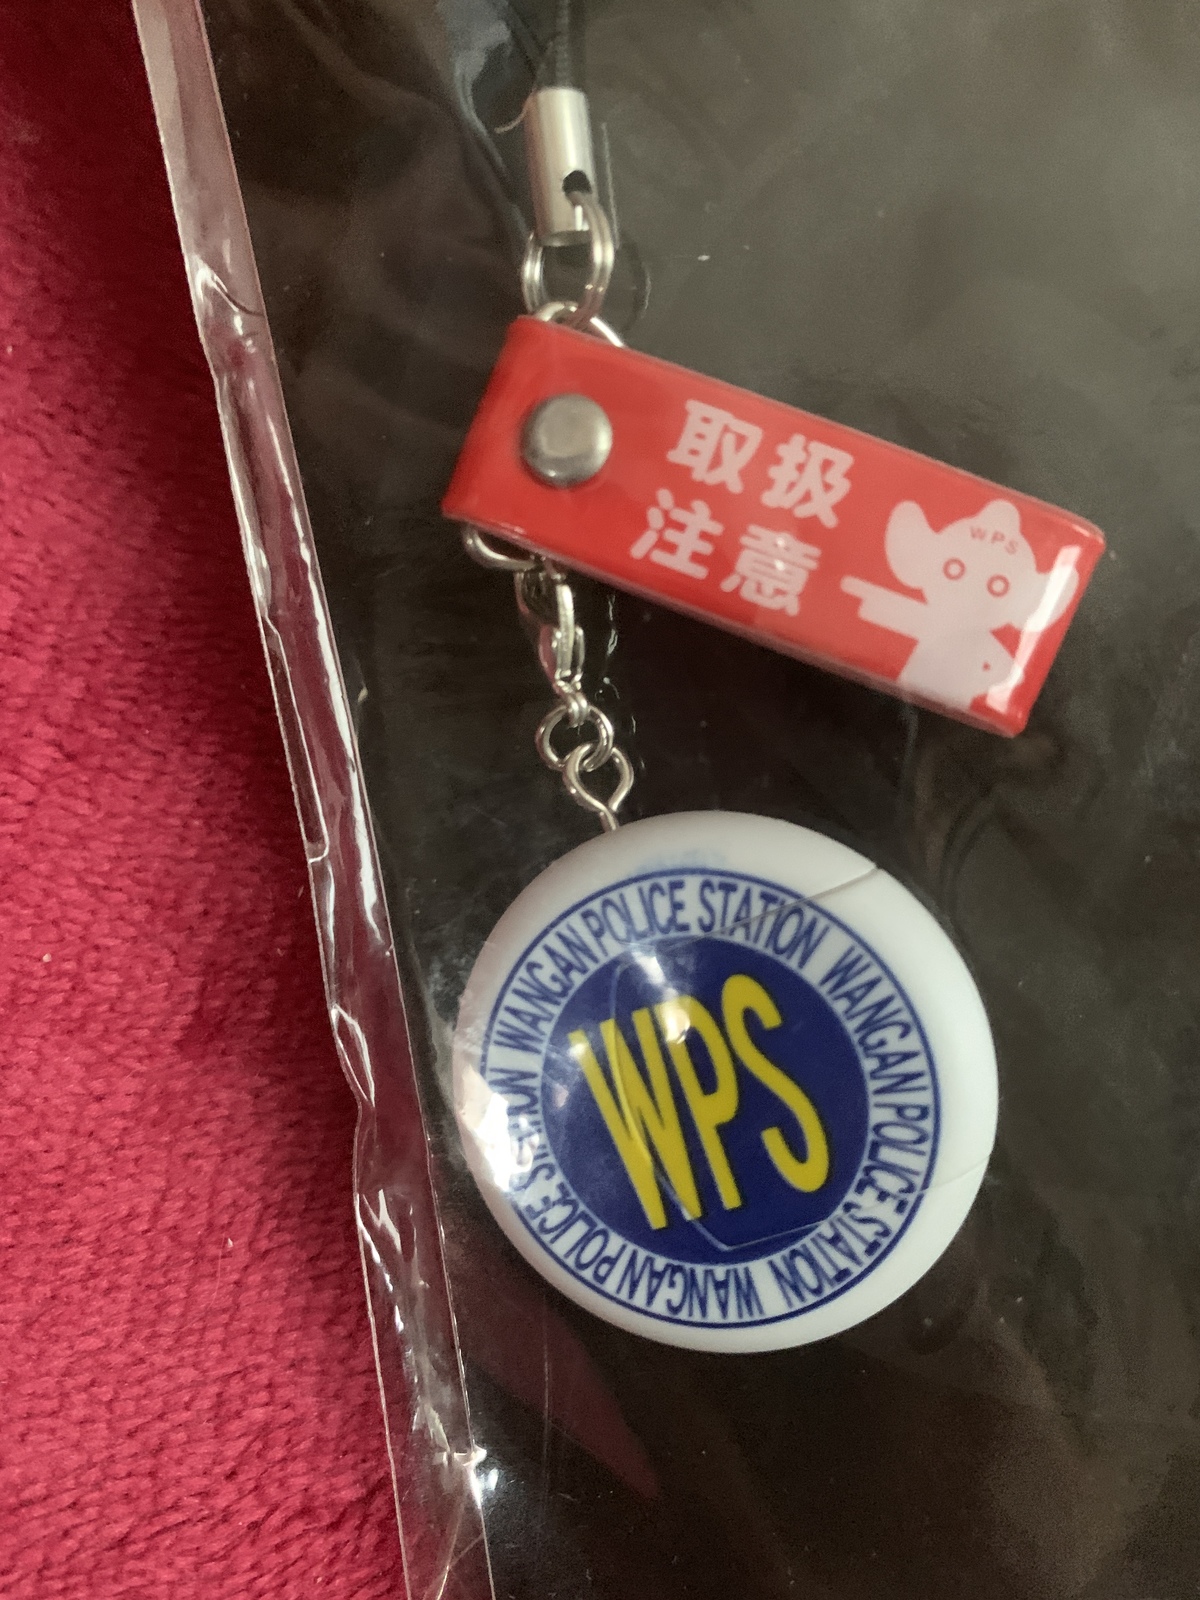 取扱
注意
WPS
WANGAN POLICE STATION WANGAN POLICE STATION WANGAN POLICE STATION
WPS